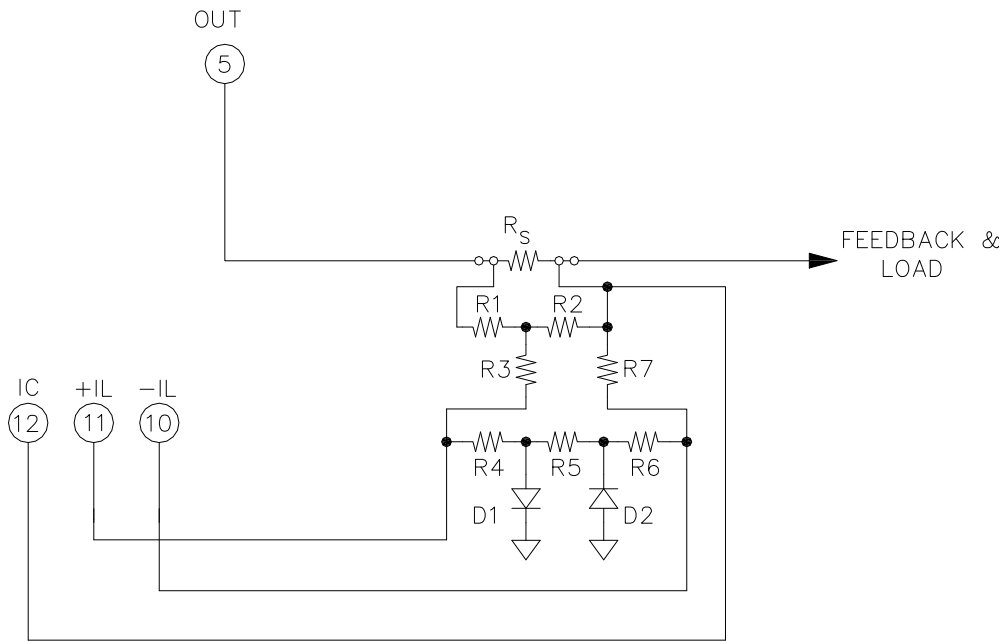 OUT
5
RS
FEEDBACK &
LOAD
R1 R2
R3 R7
IC +IL −IL
12 11 10
R4 R5 R6
D1 D2